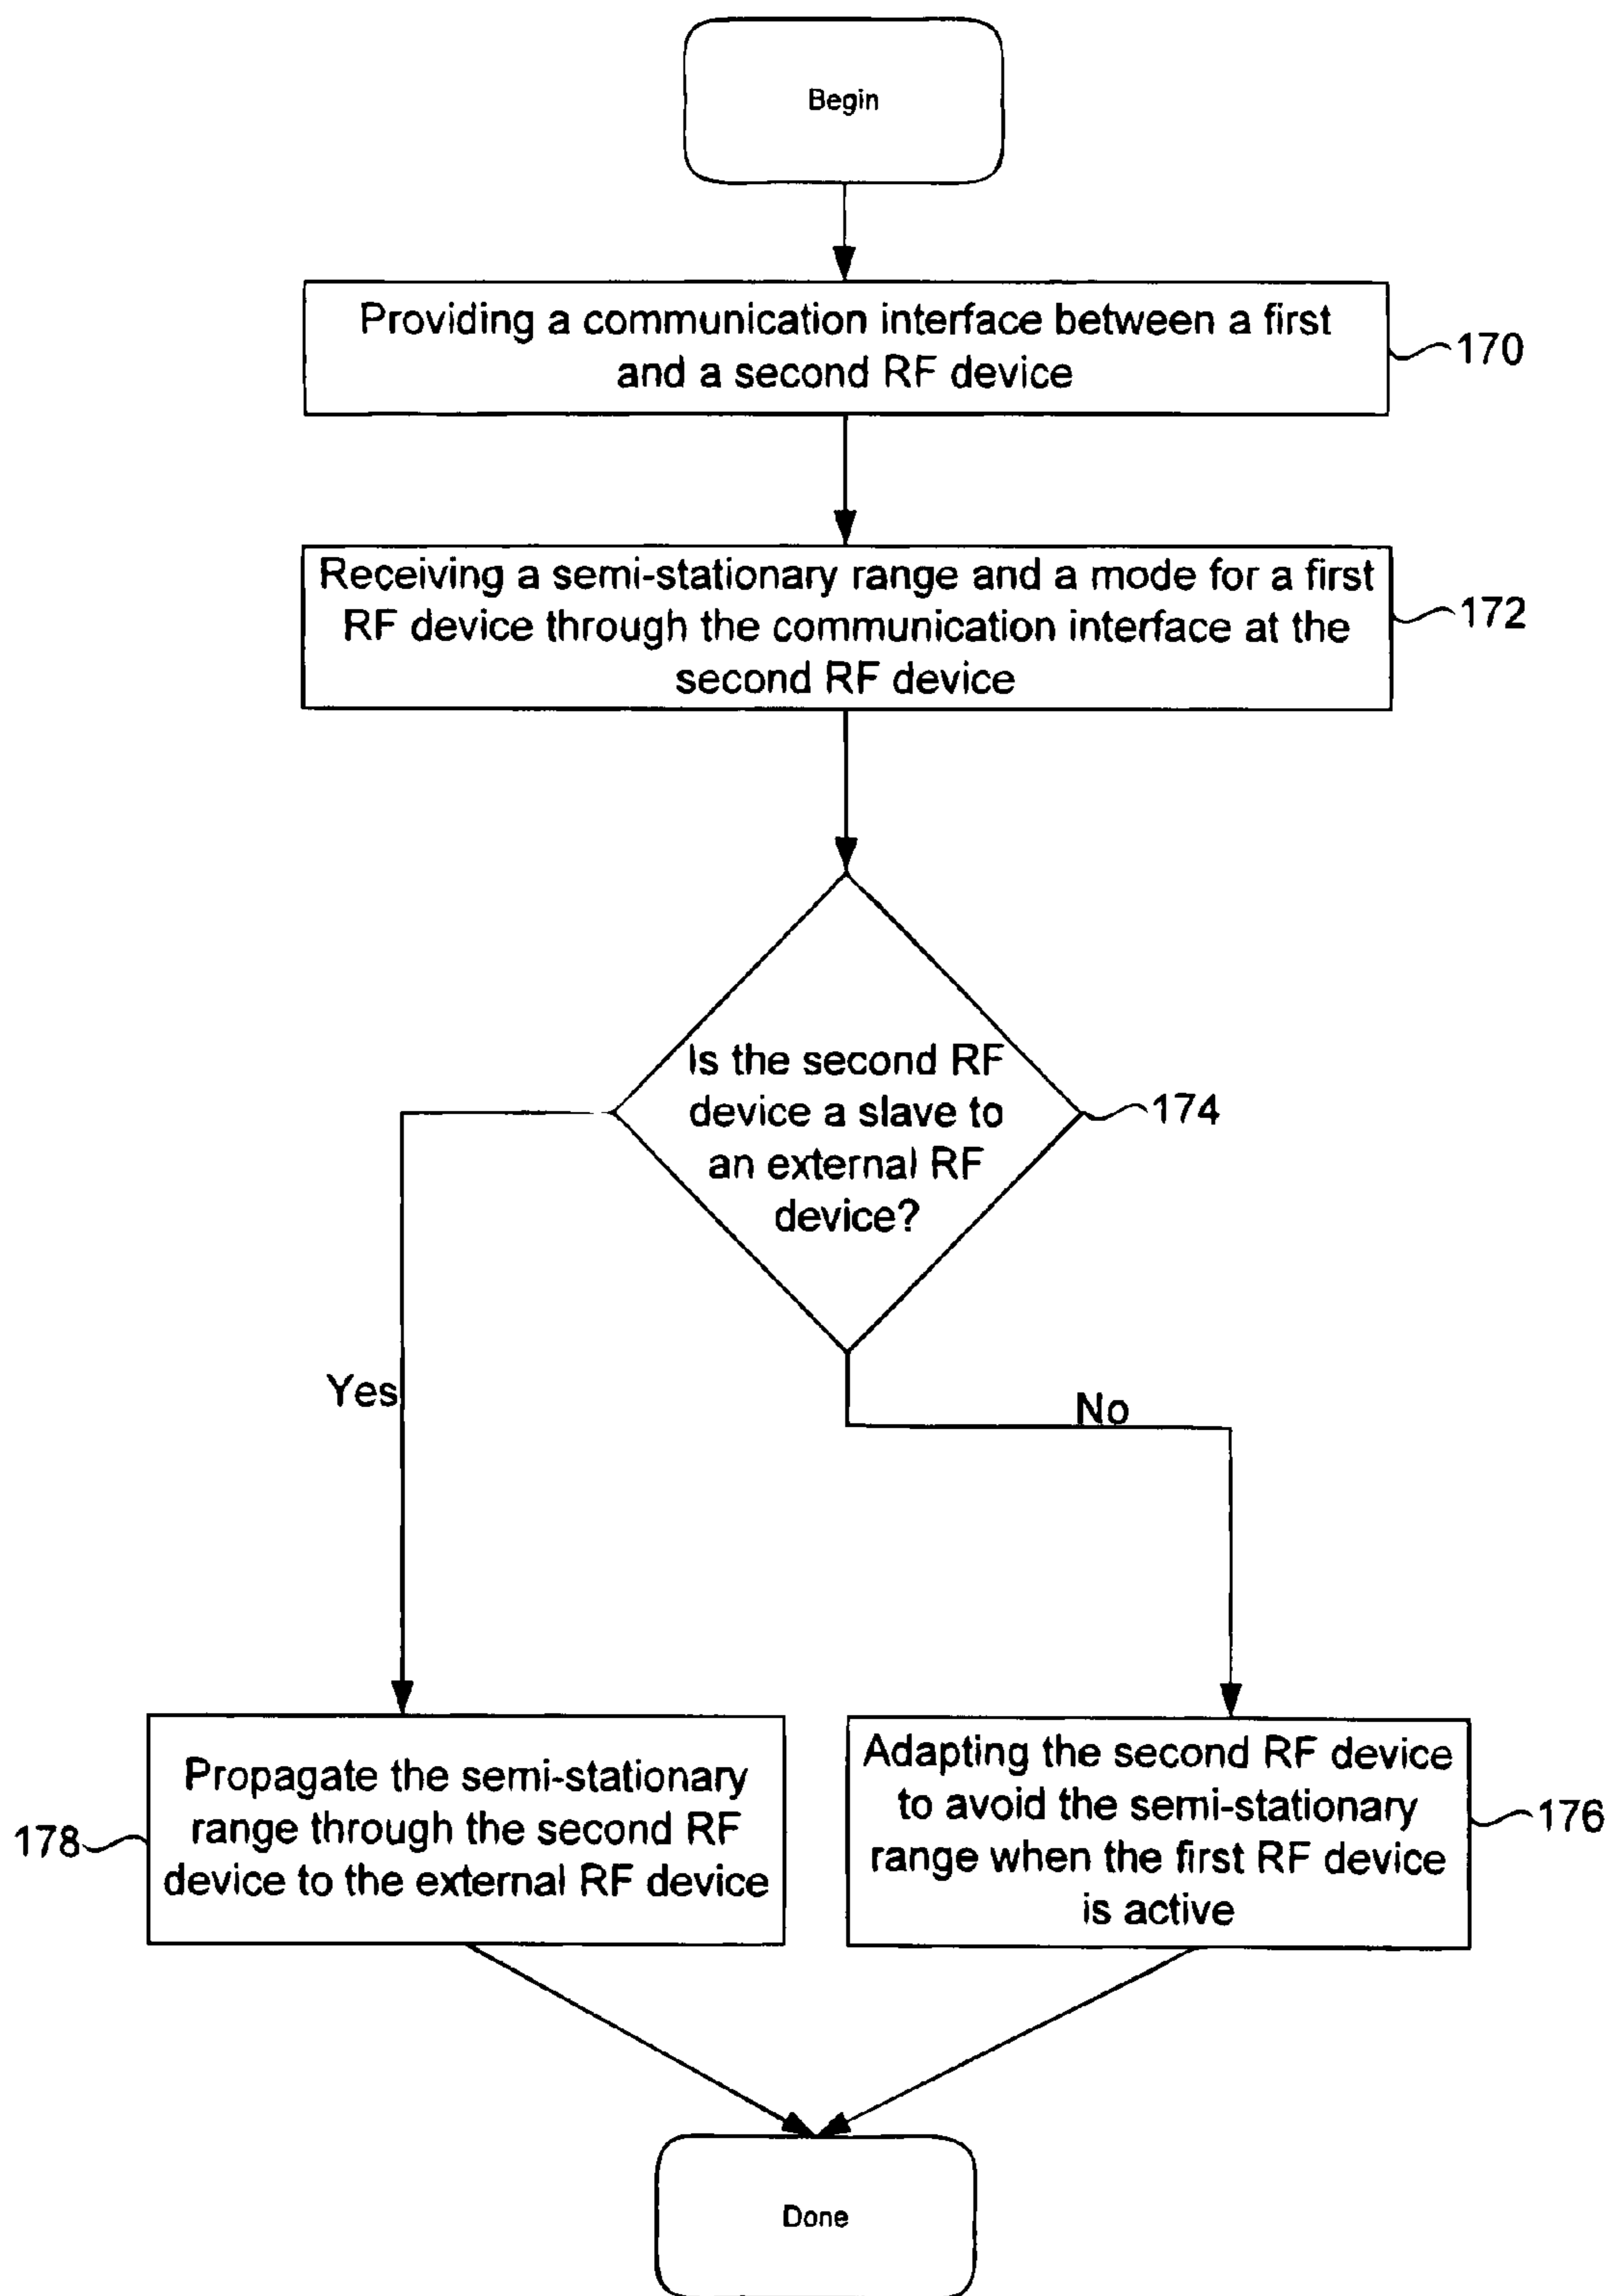 Begin
Providing a communication interface between a first
and a second RF device
170
Receiving a semi-stationary range and a mode for a first
RF device through the communication interface at the
second RF device
172
Is the second RF
device a slave to
an external RF
device?
174
Yes
No
Propagate the semi-stationary
range through the second RF
device to the external RF device
178
Adapting the second RF device
to avoid the semi-stationary
range when the first RF device
is active
176
Done